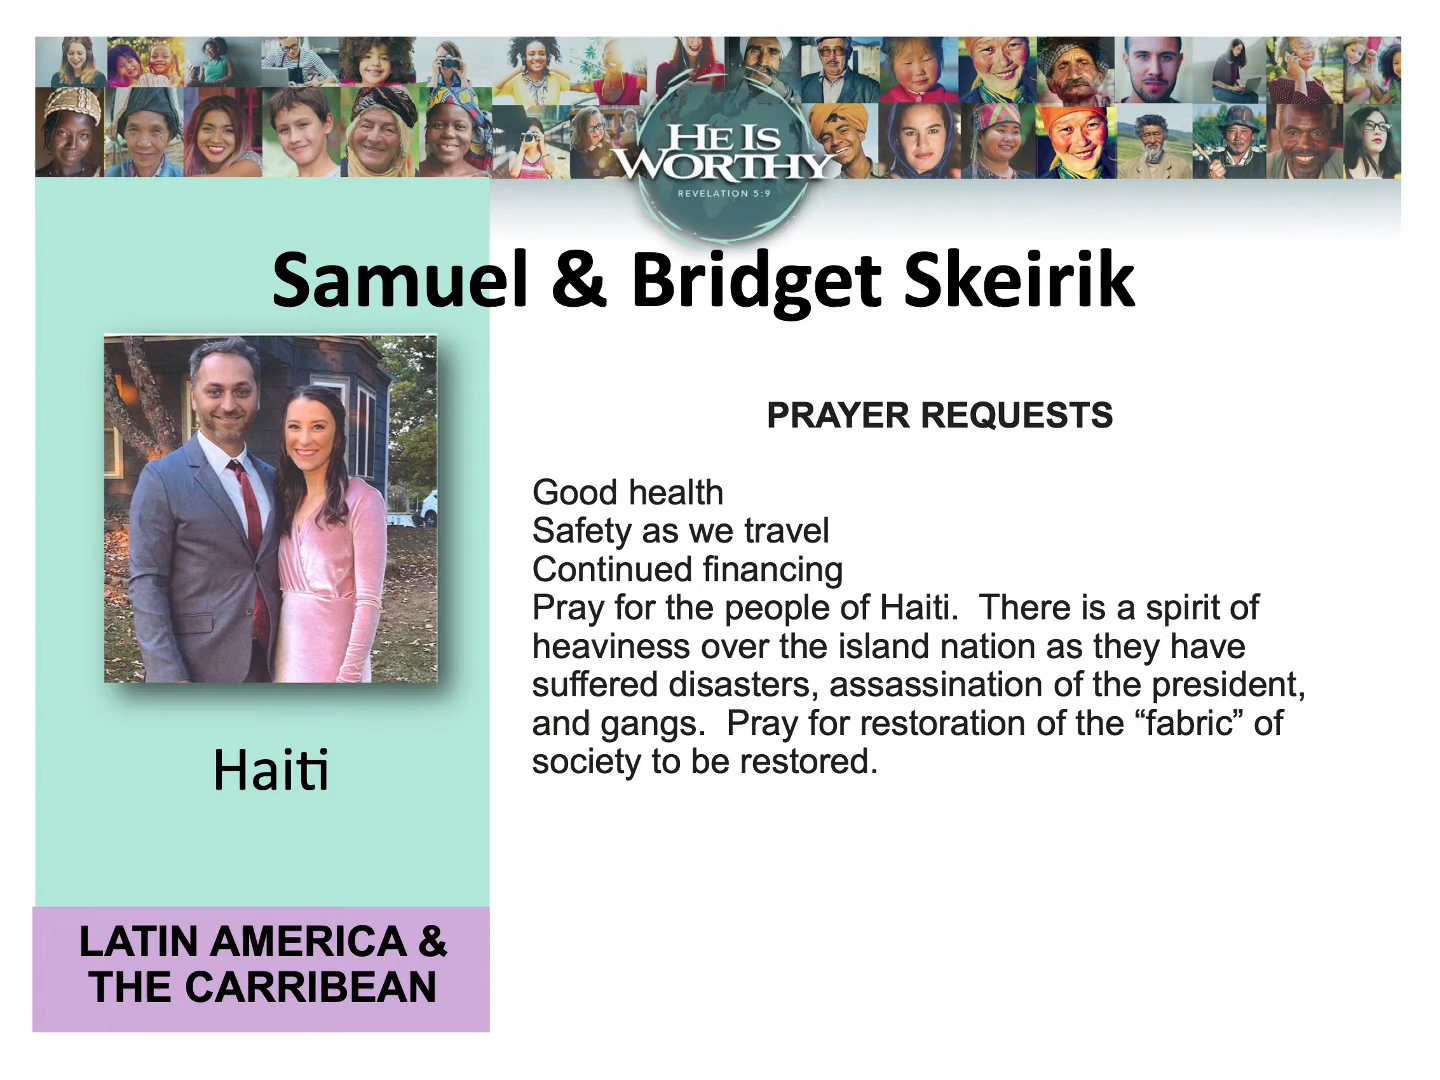 HE IS
WORTHY
REVELATION 5:9
Samuel & Bridget Skeirik
PRAYER REQUESTS
Good health
Safety as we travel
Continued financing
Pray for the people of Haiti.  There is a spirit of
heaviness over the island nation as they have
suffered disasters, assassination of the president,
and gangs.  Pray for restoration of the “fabric” of
society to be restored.
Haiti
LATIN AMERICA &
THE CARRIBEAN